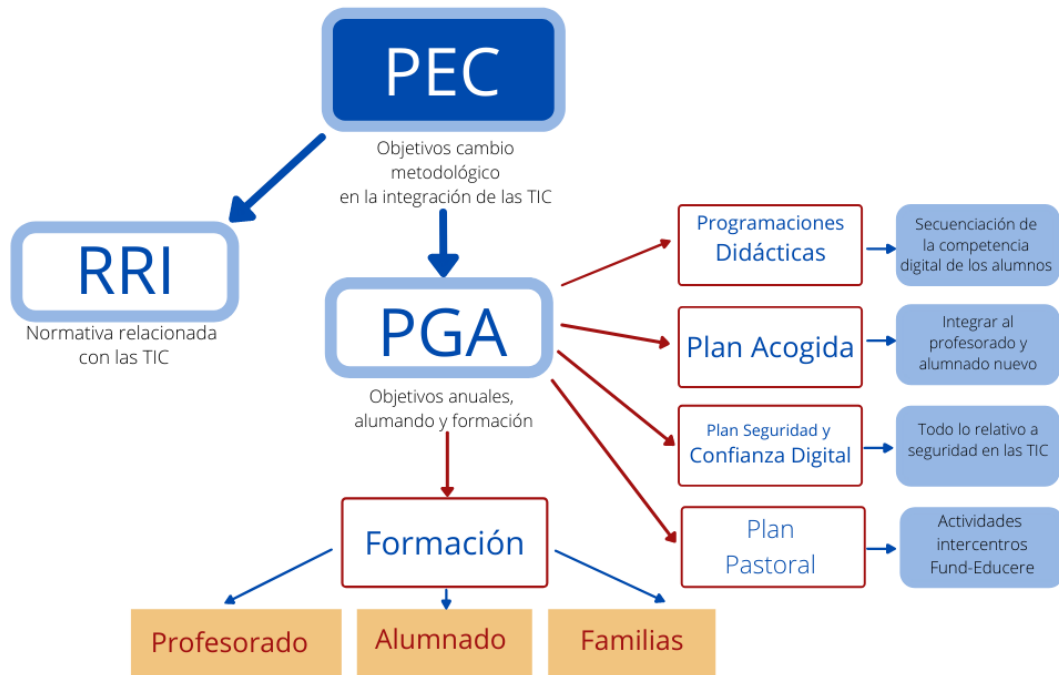 PEC
Objetivos cambio
metodológico
en la integración de las TIC
RRI
Normativa relacionada
con las TIC
PGA
Objetivos anuales,
alumando y formación
Programaciones
Didácticas
Secuenciación de
la competencia
digital de los alumnos
Plan Acogida
Integrar al
profesorado y
alumnado nuevo
Plan Seguridad y
Confianza Digital
Todo lo relativo a
seguridad en las TIC
Plan
Pastoral
Actividades
intercentros
Fund-Educere
Formación
Profesorado
Alumnado
Familias